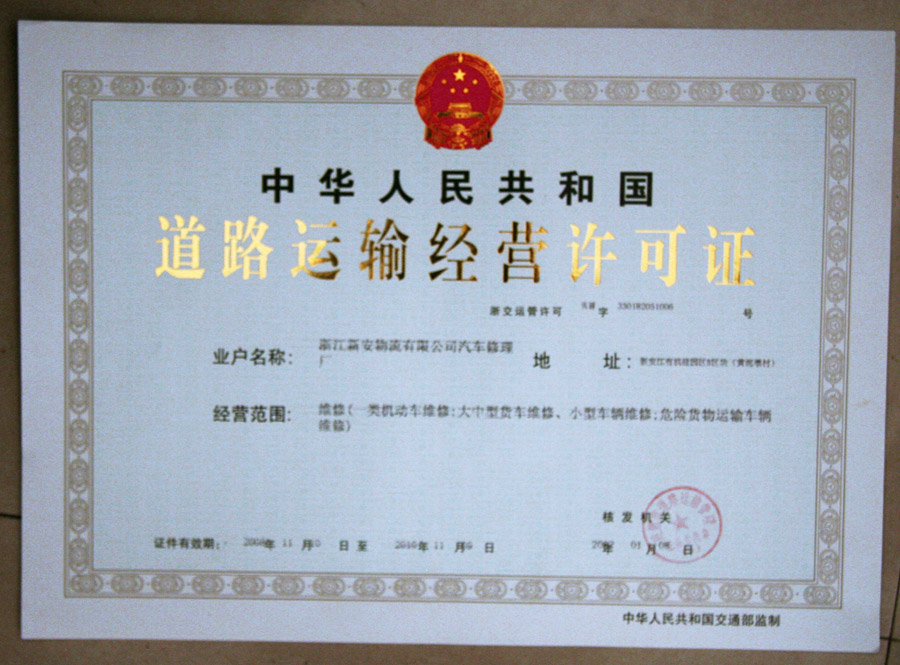 中华人民共和国
道路运输经营许可证
浙交运管许可 字 330182051006 号
业户名称： 浙江新安物流有限公司汽车修理
厂
地 址：
经营范围： 维修（一类机动车维修；大中型货车维修、小型车辆维修；危险货物运输车辆
维修）
核发机关
证件有效期： 年 11 月 日 至 2010年 11 月 日
年 01 月 日
中华人民共和国交通部监制